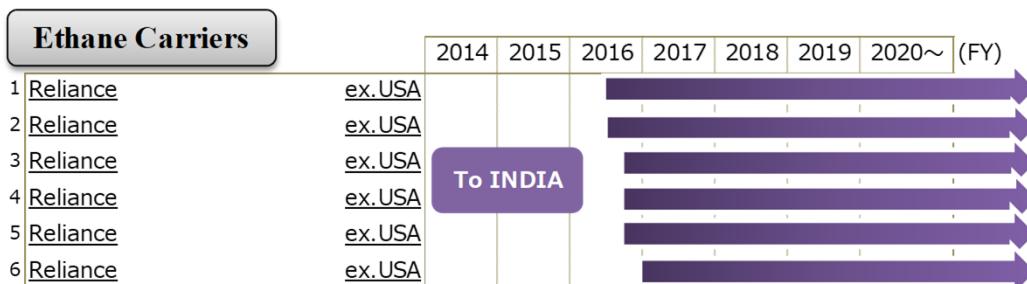 Ethane Carriers
2014 2015 2016 2017 2018 2019 2020～ (FY)
1 Reliance ex.USA
2 Reliance ex.USA
3 Reliance ex.USA
To INDIA
4 Reliance ex.USA
5 Reliance ex.USA
6 Reliance ex.USA